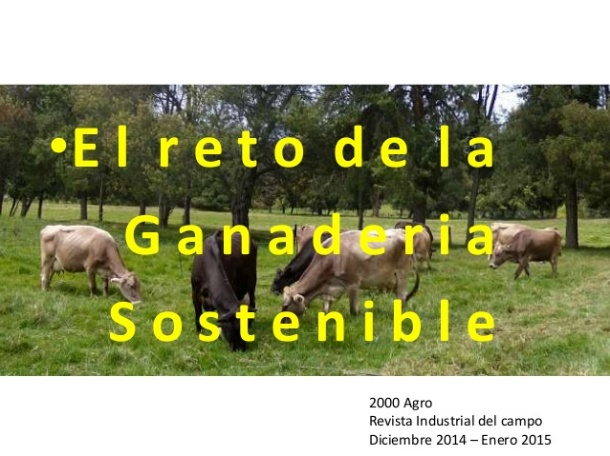 •El reto de la
Ganaderia
Sostenible
2000 Agro
Revista Industrial del campo
Diciembre 2014 – Enero 2015